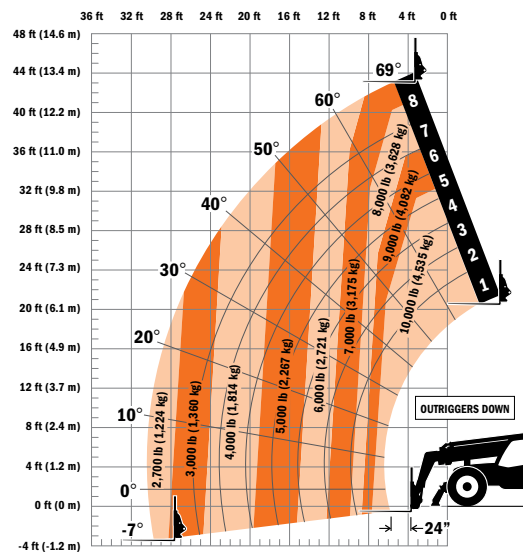 36 ft 32 ft 28 ft 24 ft 20 ft 16 ft 12 ft 8 ft 4 ft 0 ft
48 ft (14.6 m)
44 ft (13.4 m)
40 ft (12.2 m)
36 ft (11.0 m)
32 ft (9.8 m)
28 ft (8.5 m)
24 ft (7.3 m)
20 ft (6.1 m)
16 ft (4.9 m)
12 ft (3.7 m)
8 ft (2.4 m)
4 ft (1.2 m)
0 ft (0 m)
-4 ft (-1.2 m)
69°
60°
50°
40°
30°
20°
10°
0°
-7°
8
7
6
5
4
3
2
1
2,700 lb (1,224 kg)
3,000 lb (1,360 kg)
4,000 lb (1,814 kg)
5,000 lb (2,267 kg)
6,000 lb (2,721 kg)
7,000 lb (3,175 kg)
8,000 lb (3,628 kg)
9,000 lb (4,082 kg)
10,000 lb (4,535 kg)
OUTRIGGERS DOWN
24”